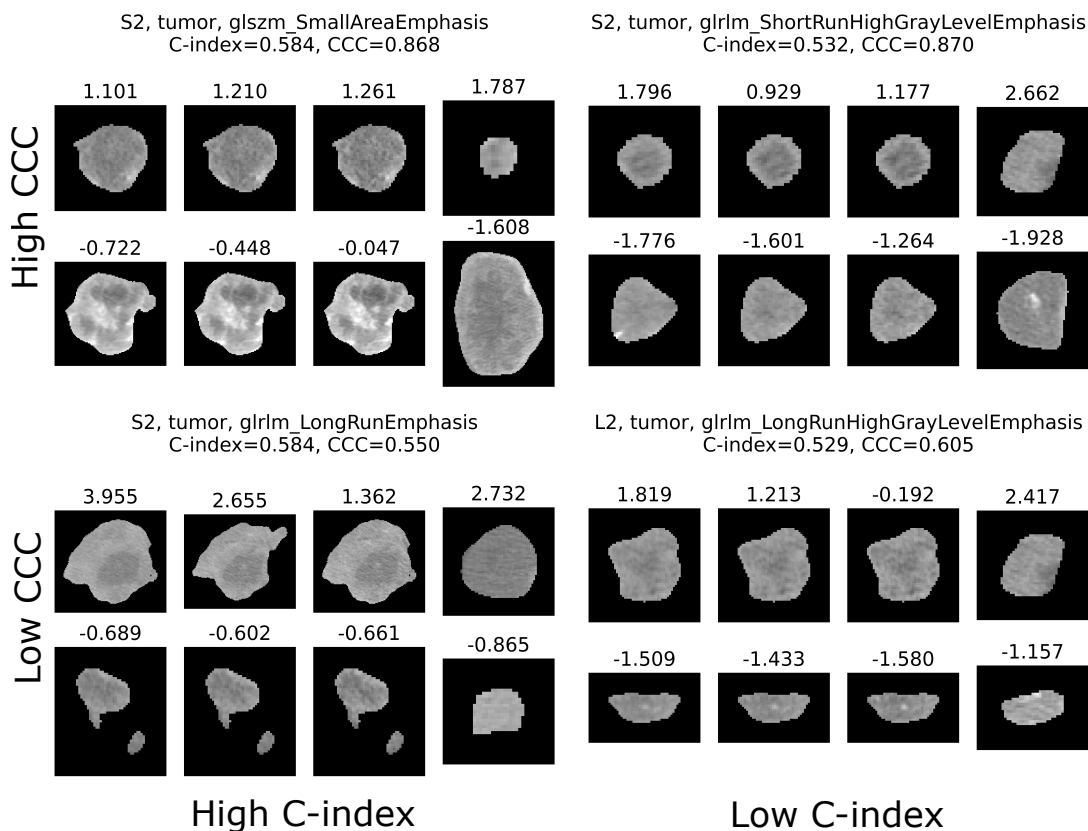 S2, tumor, glszm_SmallAreaEmphasis
C-index=0.584, CCC=0.868
1.101 1.210 1.261 1.787
-0.722 -0.448 -0.047 -1.608
S2, tumor, glrlm_ShortRunHighGrayLevelEmphasis
C-index=0.532, CCC=0.870
1.796 0.929 1.177 2.662
-1.776 -1.601 -1.264 -1.928
High CCC
S2, tumor, glrlm_LongRunEmphasis
C-index=0.584, CCC=0.550
3.955 2.655 1.362 2.732
-0.689 -0.602 -0.661 -0.865
L2, tumor, glrlm_LongRunHighGrayLevelEmphasis
C-index=0.529, CCC=0.605
1.819 1.213 -0.192 2.417
-1.509 -1.433 -1.580 -1.157
Low CCC
High C-index
Low C-index